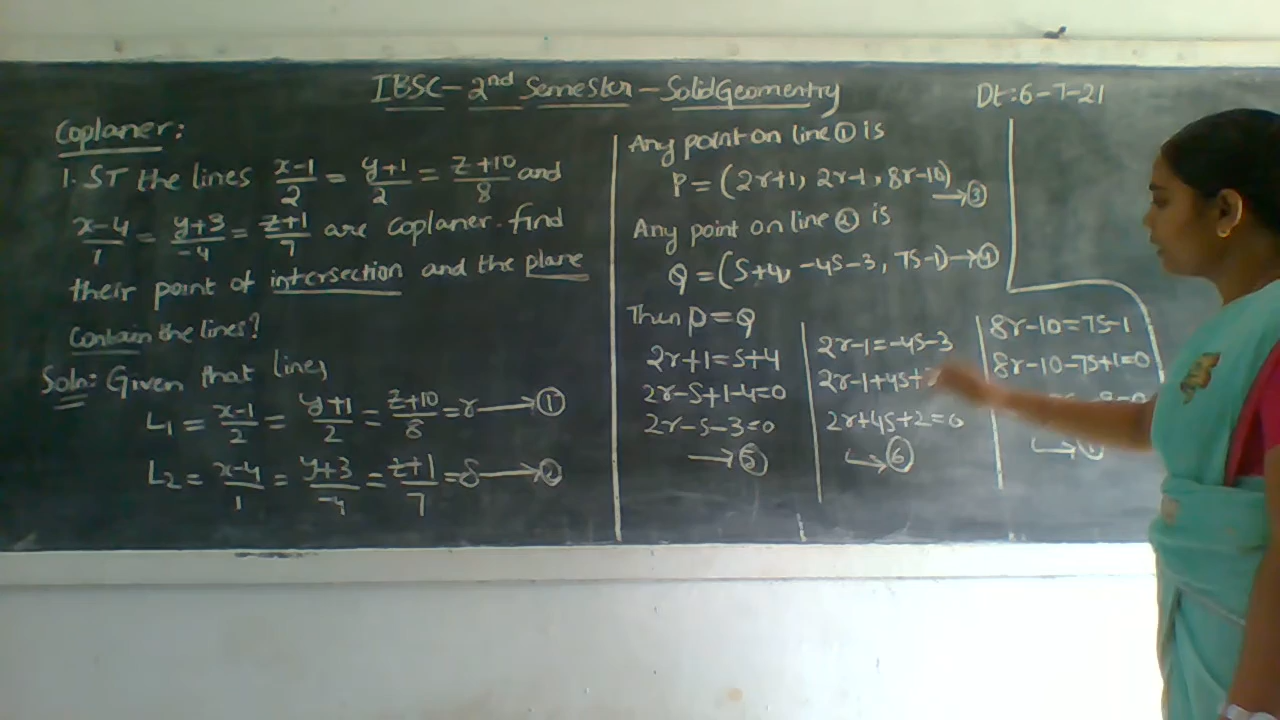 IBSC - 2nd Semester - Solid Geometry
Dt: 6-7-21
Coplaner:
1. ST the lines x-1/2 = y+1/2 = z+10/8 and
x-4/1 = y+3/-4 = z+1/7 are coplaner. find
their point of intersection and the plane
Contain the lines?
Soln: Given that lines
L1 = x-1/2 = y+1/2 = z+10/8 = r → ①
L2 = x-4/1 = y+3/-4 = z+1/7 = s → ②
Any point on line ① is
P = (2r+1, 2r-1, 8r-10) → ③
Any point on line ② is
Q = (s+4, -4s-3, 7s-1) → ④
Then P = Q
2r+1 = s+4
2r-s+1-4=0
2r-s-3=0
→ ⑤
2r-1=-4s-3
2r-1+4s+
2r+4s+2=0
→ ⑥
8r-10=7s-1
8r-10-7s+1=0